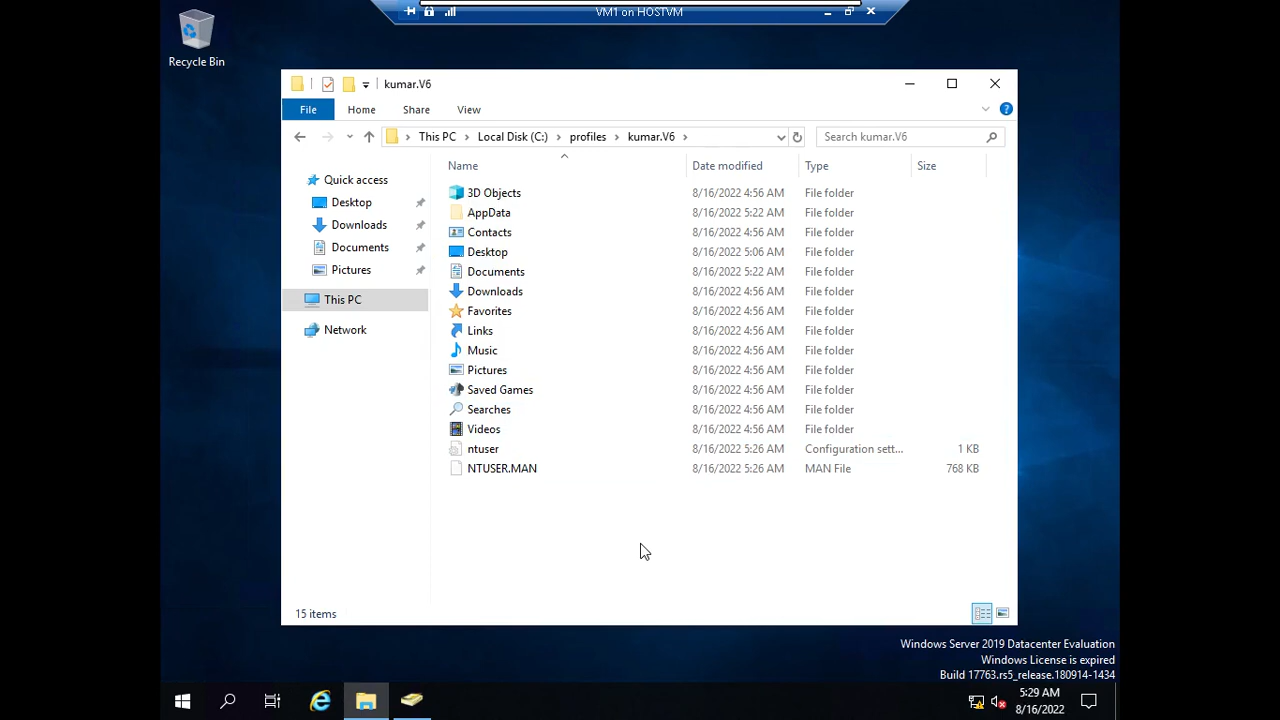 VM1 on HOSTVM
Recycle Bin
kumar.V6
File Home Share View
This PC Local Disk (C:) profiles kumar.V6
Search kumar.V6
Name Date modified Type Size
Quick access
Desktop
Downloads
Documents
Pictures
This PC
Network
3D Objects 8/16/2022 4:56 AM File folder
AppData 8/16/2022 5:22 AM File folder
Contacts 8/16/2022 4:56 AM File folder
Desktop 8/16/2022 5:06 AM File folder
Documents 8/16/2022 5:22 AM File folder
Downloads 8/16/2022 4:56 AM File folder
Favorites 8/16/2022 4:56 AM File folder
Links 8/16/2022 4:56 AM File folder
Music 8/16/2022 4:56 AM File folder
Pictures 8/16/2022 4:56 AM File folder
Saved Games 8/16/2022 4:56 AM File folder
Searches 8/16/2022 4:56 AM File folder
Videos 8/16/2022 4:56 AM File folder
ntuser 8/16/2022 5:26 AM Configuration sett... 1 KB
NTUSER.MAN 8/16/2022 5:26 AM MAN File 768 KB
15 items
Windows Server 2019 Datacenter Evaluation
Windows License is expired
Build 17763.rs5_release.180914-1434
5:29 AM
8/16/2022